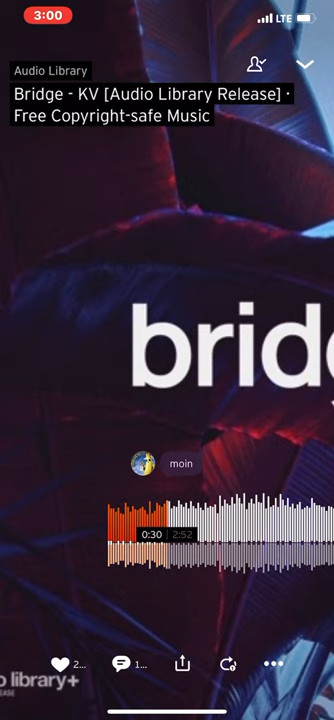 3:00
LTE
Audio Library
Bridge - KV [Audio Library Release] ·
Free Copyright-safe Music
bridg
moin
0:30 | 2:52
2...
1...
o library+
EASE